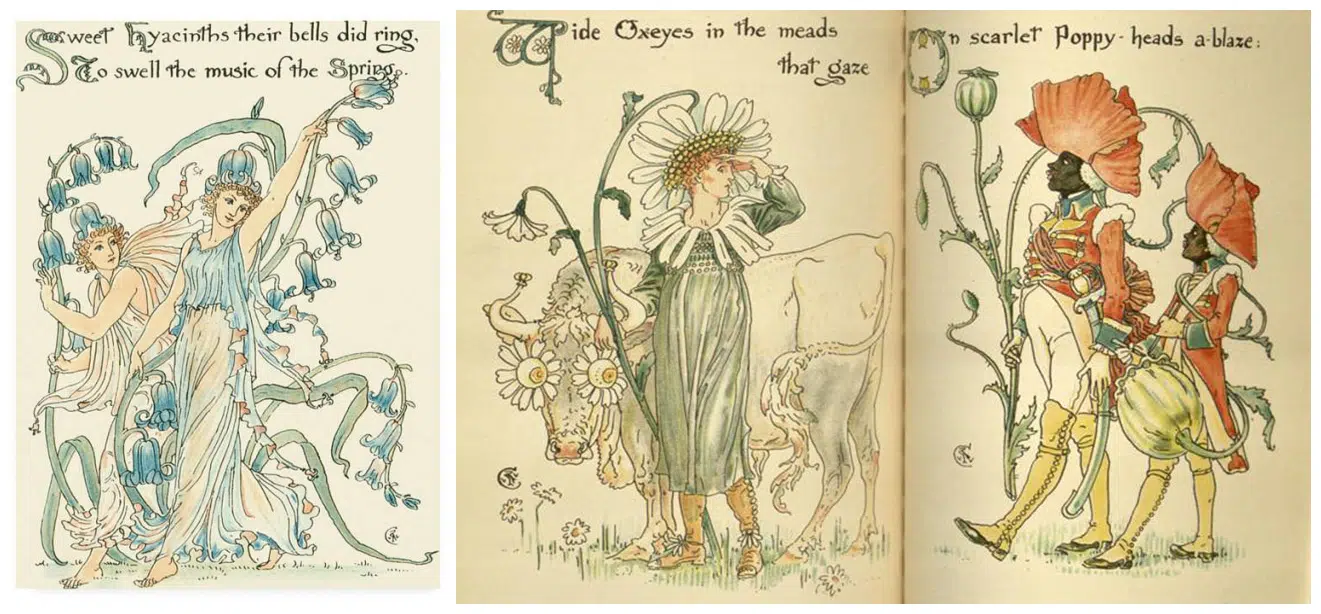 Sweet Hyacinths their bells did ring,
To swell the music of the Spring.
Wide Oxeyes in the meads
that gaze
On scarlet Poppy-heads a-blaze: